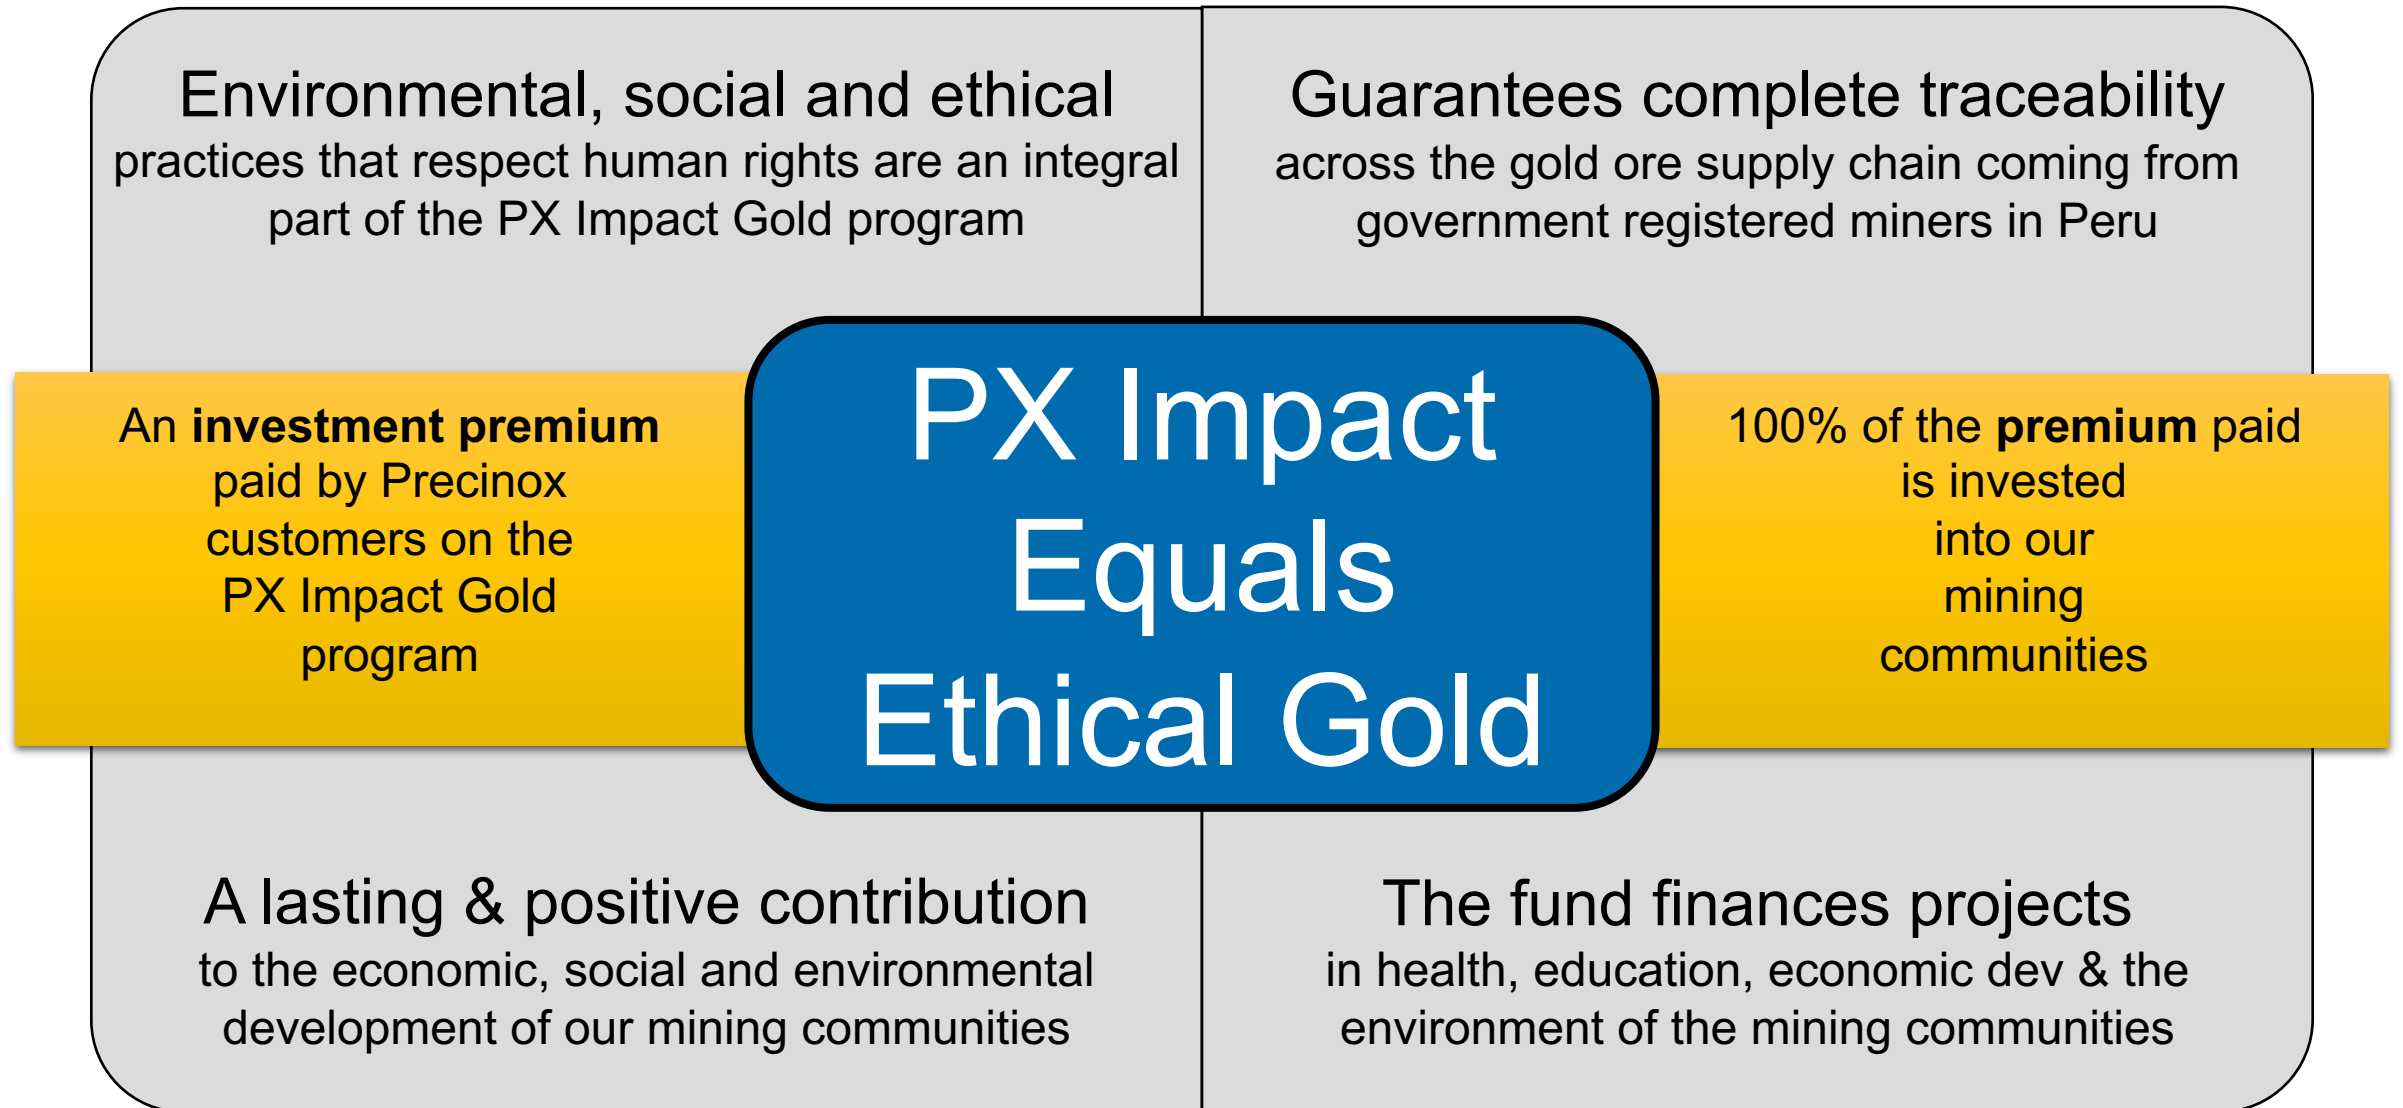 Environmental, social and ethical
practices that respect human rights are an integral
part of the PX Impact Gold program
Guarantees complete traceability
across the gold ore supply chain coming from
government registered miners in Peru
An investment premium
paid by Precinox
customers on the
PX Impact Gold
program
PX Impact
Equals
Ethical Gold
100% of the premium paid
is invested
into our
mining
communities
A lasting & positive contribution
to the economic, social and environmental
development of our mining communities
The fund finances projects
in health, education, economic dev & the
environment of the mining communities